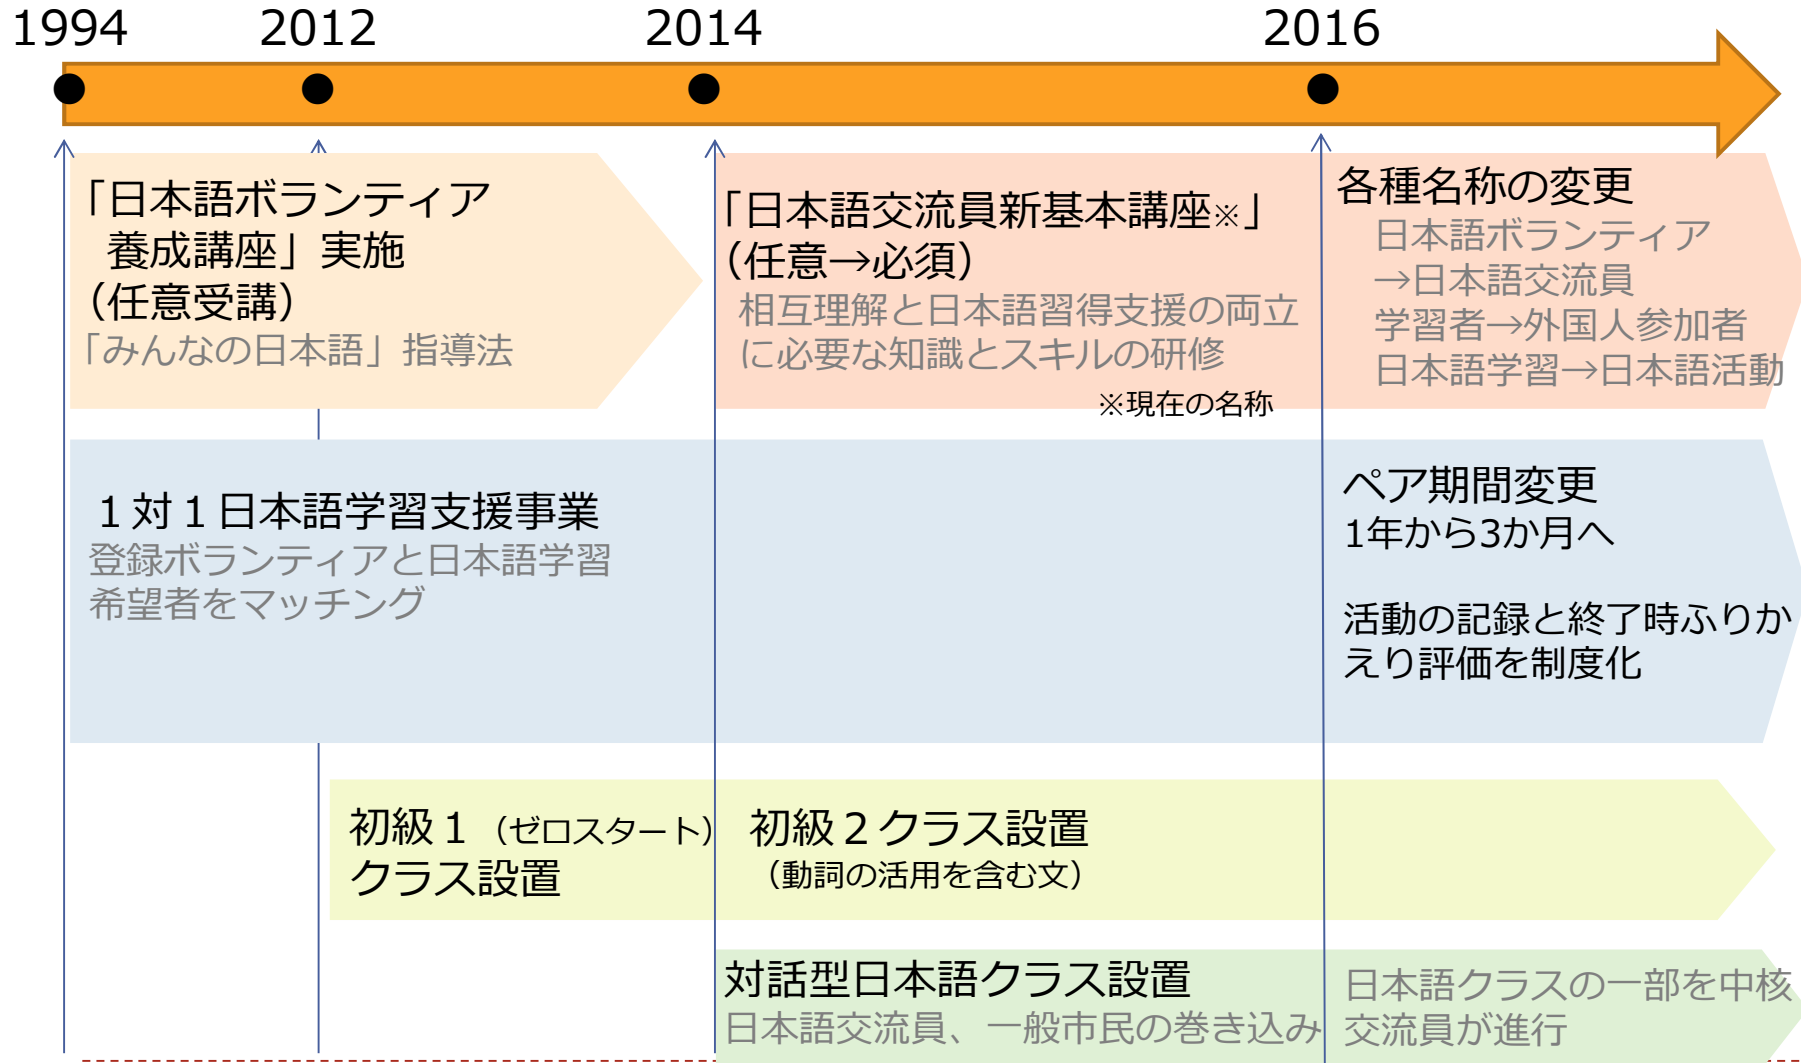 1994
2012
2014
2016
「日本語ボランティア
養成講座」実施
（任意受講）
「みんなの日本語」指導法
「日本語交流員新基本講座※」
（任意→必須）
相互理解と日本語習得支援の両立
に必要な知識とスキルの研修
※現在の名称
各種名称の変更
日本語ボランティア
→日本語交流員
学習者→外国人参加者
日本語学習→日本語活動
１対１日本語学習支援事業
登録ボランティアと日本語学習
希望者をマッチング
ペア期間変更
1年から3か月へ
活動の記録と終了時ふりか
えり評価を制度化
初級１（ゼロスタート）
クラス設置
初級２クラス設置
（動詞の活用を含む文）
対話型日本語クラス設置
日本語交流員、一般市民の巻き込み
日本語クラスの一部を中核
交流員が進行